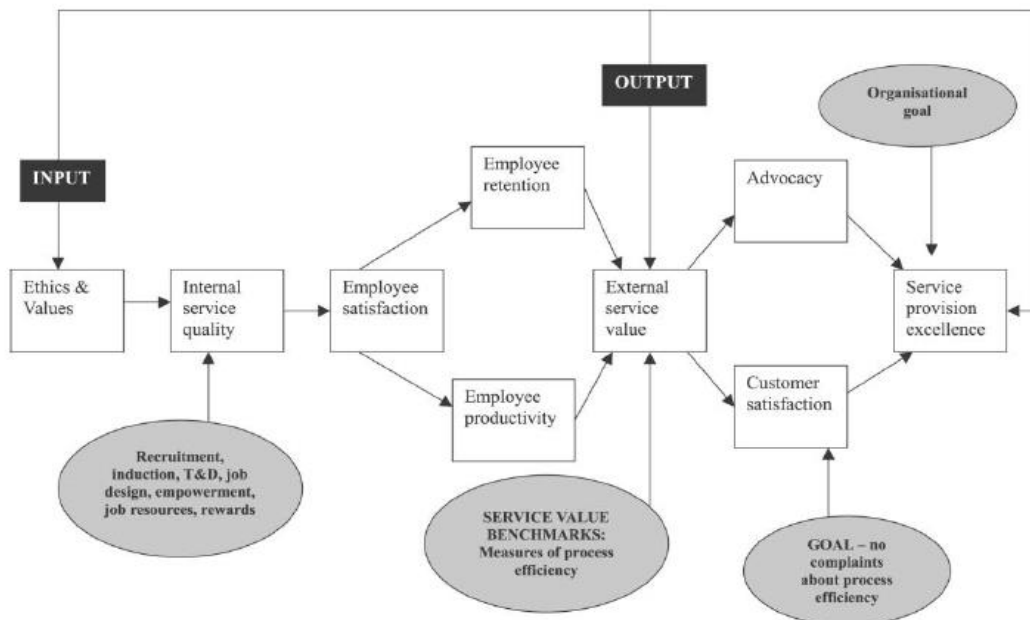 OUTPUT
Organisational
goal
INPUT
Employee
retention
Advocacy
Ethics &
Values
Internal
service
quality
Employee
satisfaction
External
service
value
Service
provision
excellence
Employee
productivity
Customer
satisfaction
Recruitment,
induction, T&D, job
design, empowerment,
job resources, rewards
SERVICE VALUE
BENCHMARKS:
Measures of process
efficiency
GOAL – no
complaints
about process
efficiency